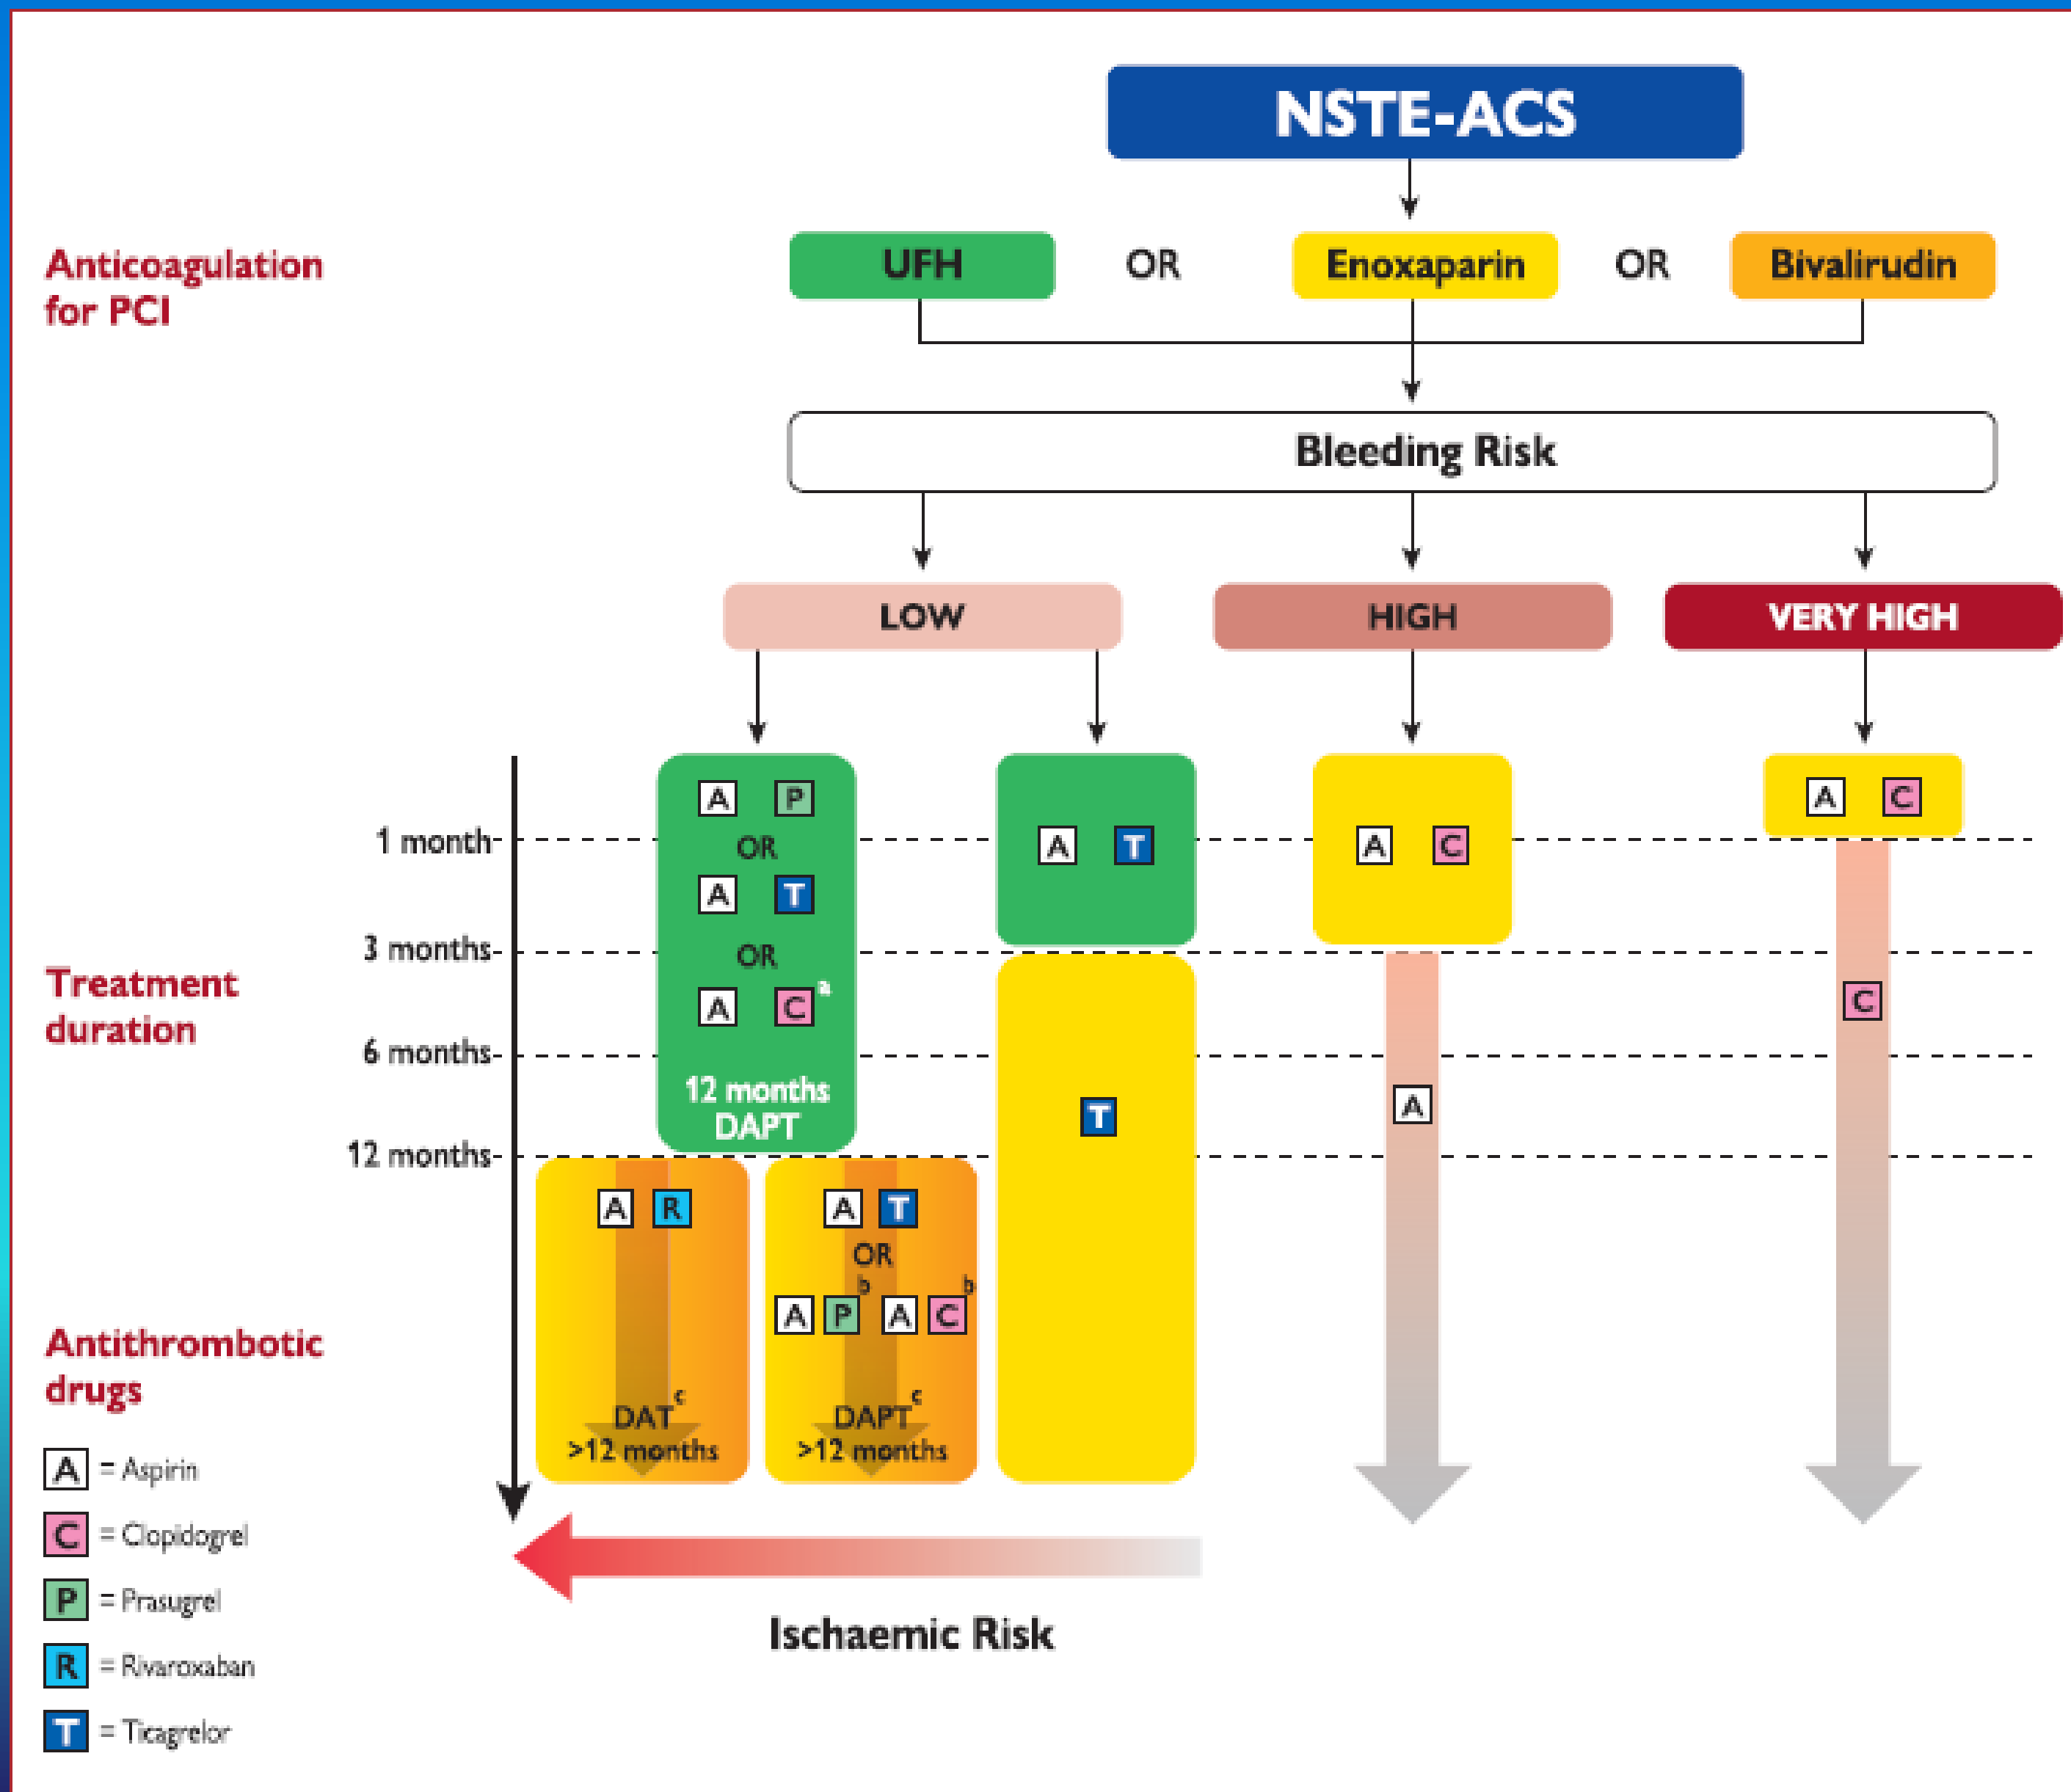 NSTE-ACS
Anticoagulation
for PCI
UFH OR Enoxaparin OR Bivalirudin
Bleeding Risk
LOW HIGH VERY HIGH
Treatment
duration
1 month
3 months
6 months
12 months
A P
OR
A T
OR
A C a
12 months
DAPT
A T
T
A C
A
A C
C
A R
DAT c
>12 months
A T
OR
A P b A C b
DAPT c
>12 months
Ischaemic Risk
Antithrombotic
drugs
A = Aspirin
C = Clopidogrel
P = Prasugrel
R = Rivaroxaban
T = Ticagrelor